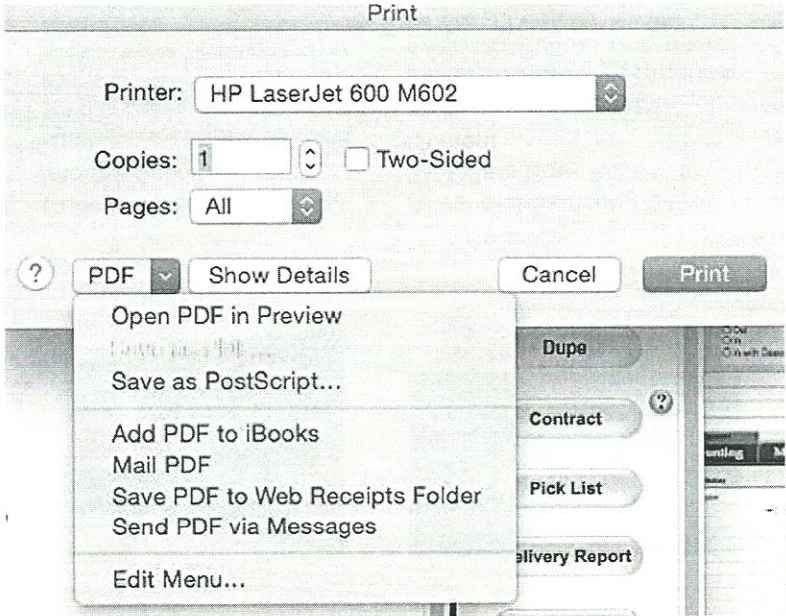 Print
Printer: HP LaserJet 600 M602
Copies: 1 Two-Sided
Pages: All
? PDF Show Details Cancel Print
Open PDF in Preview
Save as PostScript...
Add PDF to iBooks
Mail PDF
Save PDF to Web Receipts Folder
Send PDF via Messages
Edit Menu...
Dupe
?
Contract
Pick List
elivery Report
unting M